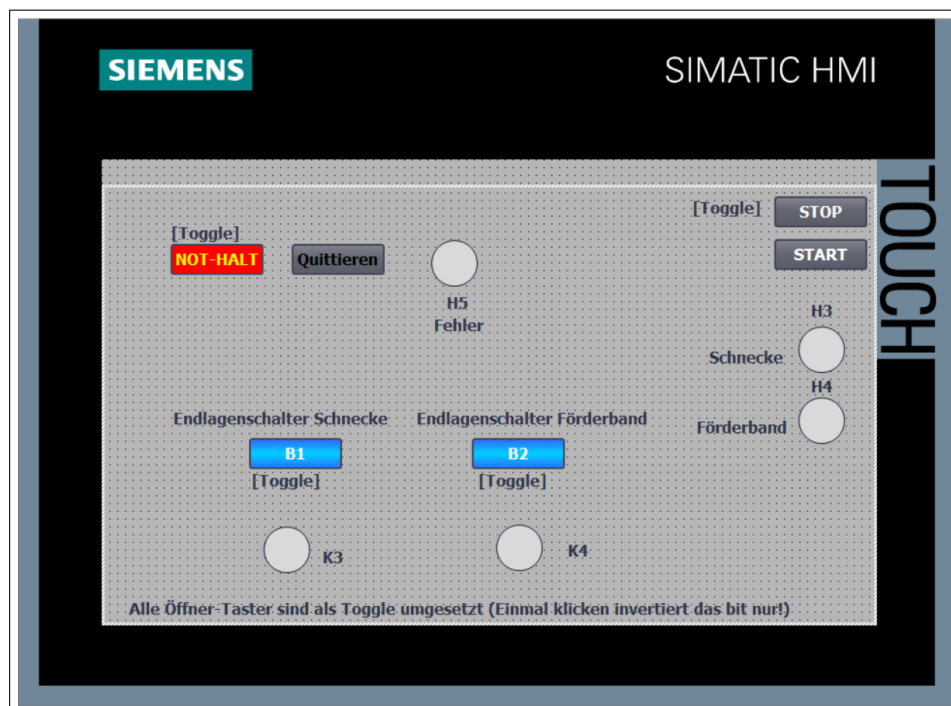 SIEMENS
SIMATIC HMI
TOUCH
[Toggle]
STOP
[Toggle]
NOT-HALT
Quittieren
START
H5
Fehler
H3
Schnecke
H4
Förderband
Endlagenschalter Schnecke
Endlagenschalter Förderband
B1
B2
[Toggle]
[Toggle]
K3
K4
Alle Öffner-Taster sind als Toggle umgesetzt (Einmal klicken invertiert das bit nur!)